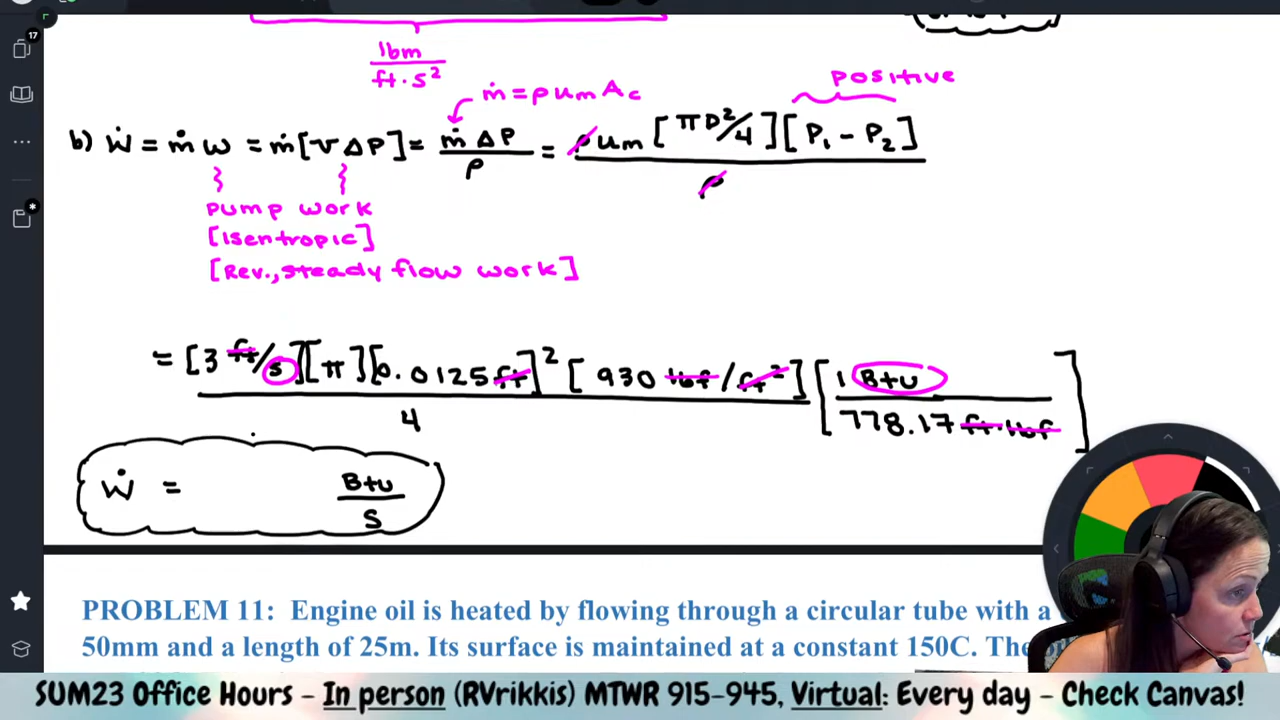 17
lbm
ft·s²
ṁ = ρ um Ac
positive
b) Ẇ = ṁ w = ṁ[v ΔP] = ṁ ΔP / ρ = ρ um [πD²/4][P₁ - P₂] / ρ
pump work
[isentropic]
[Rev., steady flow work]
= [3 ft/s][π][0.0125 ft]² [930 lbf/ft²] / 4 [1 Btu / 778.17 ft·lbf]
Ẇ = Btu / s
PROBLEM 11: Engine oil is heated by flowing through a circular tube with a
50mm and a length of 25m. Its surface is maintained at a constant 150C. The
SUM23 Office Hours - In person (RVrikkis) MTWR 915-945, Virtual: Every day - Check Canvas!